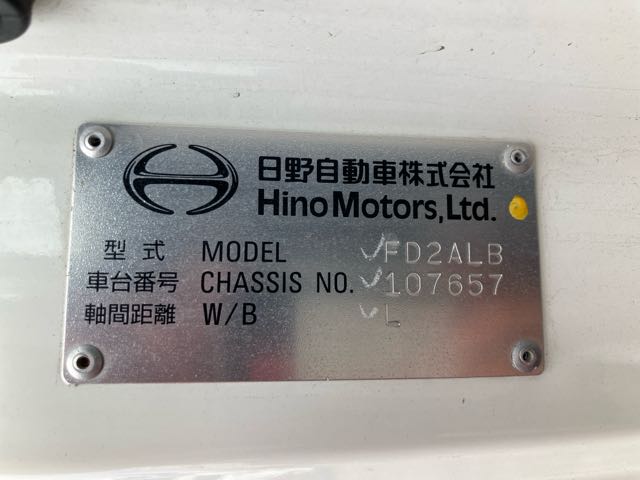 日野自動車株式会社
Hino Motors, Ltd.
型式 MODEL FD2ALB
車台番号 CHASSIS NO. 107657
軸間距離 W/B L